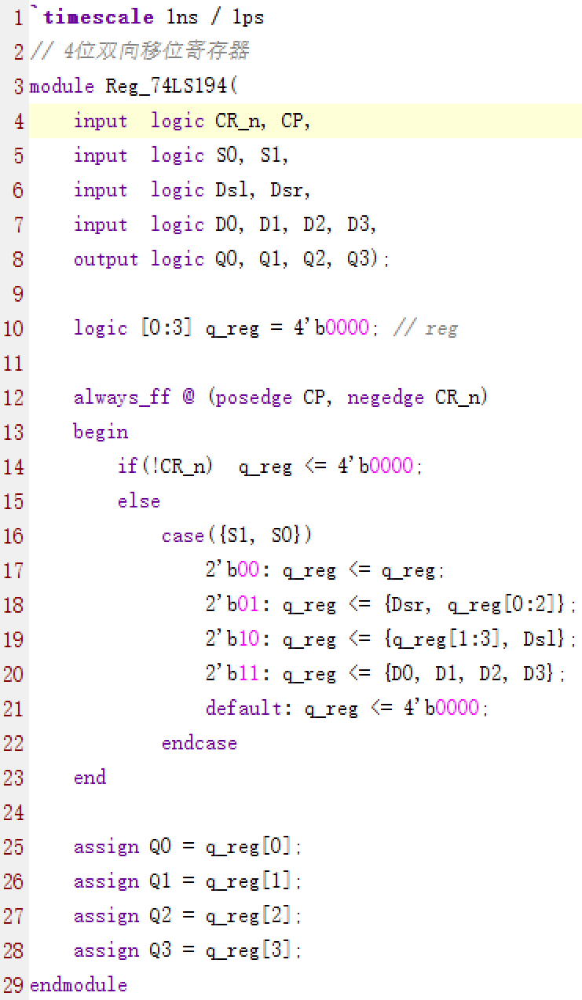 1 `timescale 1ns / 1ps
2 // 4位双向移位寄存器
3 module Reg_74LS194(
4     input  logic CR_n, CP,
5     input  logic S0, S1,
6     input  logic Dsl, Dsr,
7     input  logic D0, D1, D2, D3,
8     output logic Q0, Q1, Q2, Q3);
9
10     logic [0:3] q_reg = 4'b0000; // reg
11
12     always_ff @ (posedge CP, negedge CR_n)
13     begin
14         if(!CR_n)  q_reg <= 4'b0000;
15         else
16             case({S1, S0})
17                 2'b00: q_reg <= q_reg;
18                 2'b01: q_reg <= {Dsr, q_reg[0:2]};
19                 2'b10: q_reg <= {q_reg[1:3], Dsl};
20                 2'b11: q_reg <= {D0, D1, D2, D3};
21                 default: q_reg <= 4'b0000;
22             endcase
23     end
24
25     assign Q0 = q_reg[0];
26     assign Q1 = q_reg[1];
27     assign Q2 = q_reg[2];
28     assign Q3 = q_reg[3];
29 endmodule